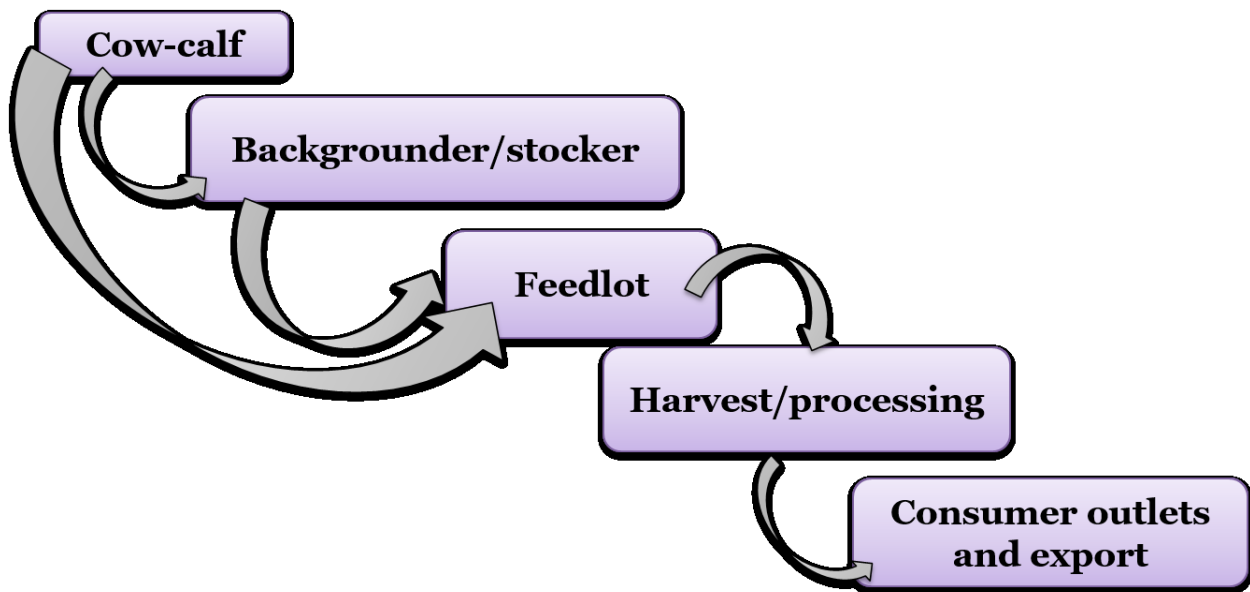 Cow-calf
Backgrounder/stocker
Feedlot
Harvest/processing
Consumer outlets
and export